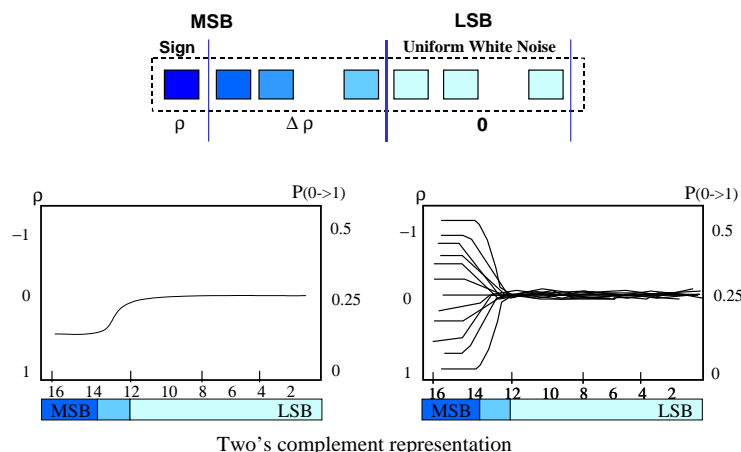 MSB LSB
Sign Uniform White Noise
ρ Δ ρ 0
ρ P(0->1)
−1 0.5
0 0.25
1 0
16 14 12 10 8 6 4 2
MSB LSB
ρ P(0->1)
−1 0.5
0 0.25
1 0
16 14 12 10 8 6 4 2
MSB LSB
Two's complement representation